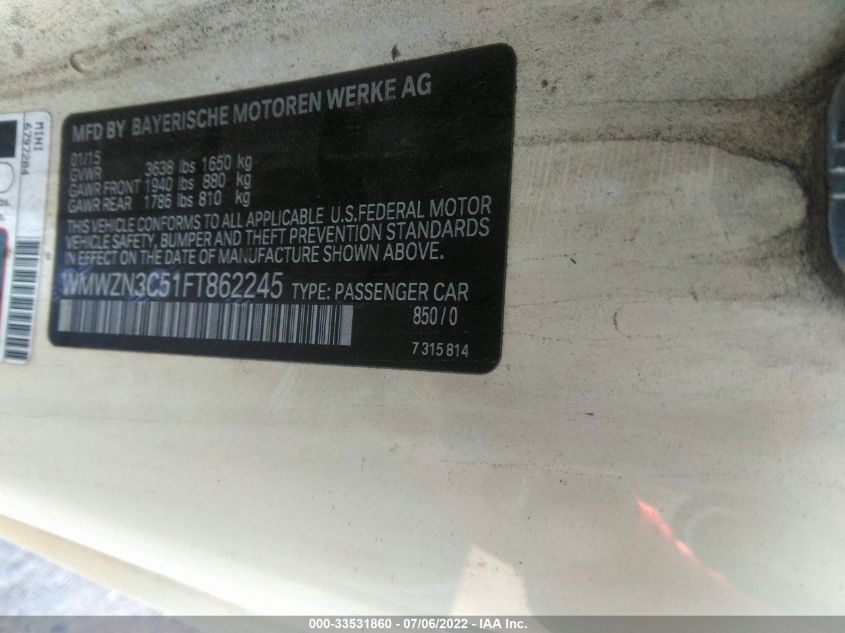 MFD BY BAYERISCHE MOTOREN WERKE AG
01/15
GVWR 3638 lbs 1650 kg
GAWR FRONT 1940 lbs 880 kg
GAWR REAR 1786 lbs 810 kg
THIS VEHICLE CONFORMS TO ALL APPLICABLE U.S.FEDERAL MOTOR
VEHICLE SAFETY, BUMPER AND THEFT PREVENTION STANDARDS
IN EFFECT ON THE DATE OF MANUFACTURE SHOWN ABOVE.
WMWZN3C51FT862245 TYPE: PASSENGER CAR
850/0
7 315 814
MINI
6797204
000-33531860 - 07/06/2022 - IAA Inc.